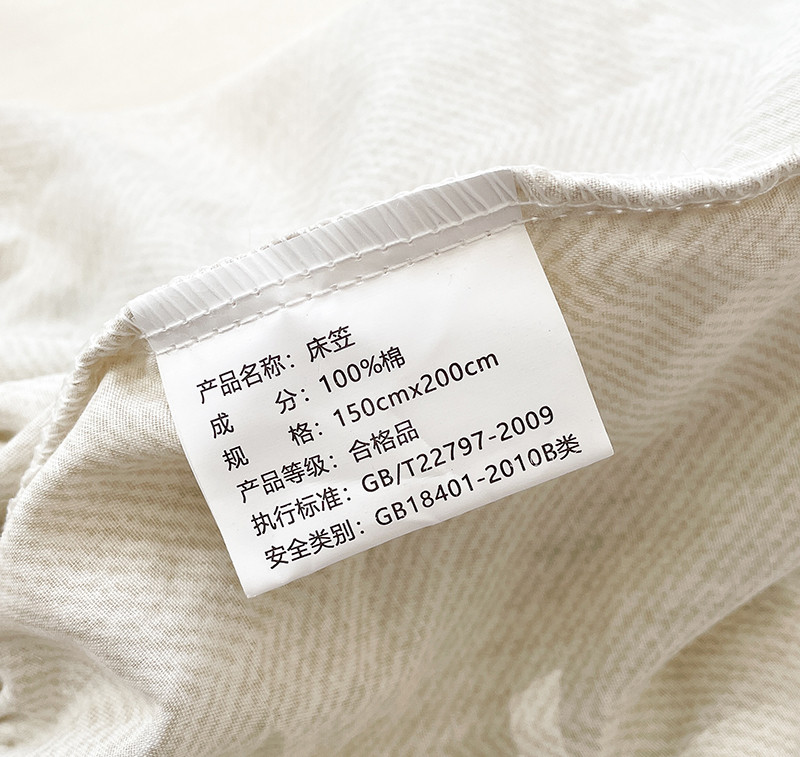 产品名称：床笠
成 分：100%棉
规 格：150cmx200cm
产品等级：合格品
执行标准：GB/T22797-2009
安全类别：GB18401-2010B类